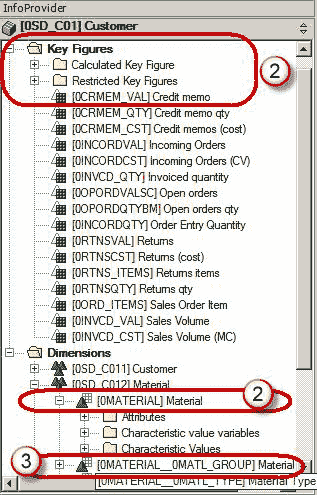 InfoProvider
[0SD_C01] Customer
Key Figures
Calculated Key Figure
2
Restricted Key Figures
[0CRMEM_VAL] Credit memo
[0CRMEM_QTY] Credit memo qty
[0CRMEM_CST] Credit memos (cost)
[0INCORDVAL] Incoming Orders
[0INCORDCST] Incoming Orders (CV)
[0INVCD_QTY] Invoiced quantity
[0OPORDVALSC] Open orders
[0OPORDQTYBM] Open orders qty
[0ORDQTYBM] Order Entry Quantity
[0RTNSVAL] Returns
[0RTNSCST] Returns (cost)
[0RTNS_ITEMS] Returns items
[0RTNSQTY] Returns qty
[0ORD_ITEMS] Sales Order Item
[0INVCD_VAL] Sales Volume
[0INVCD_CST] Sales Volume (MC)
Dimensions
[0SD_C011] Customer
[0SD_C012] Material
2
[0MATERIAL] Material
Attributes
Characteristic value variables
3
Characteristic Values
[0MATERIAL__0MATL_GROUP] Material
[0MATERIAL__0MATL_TYPE] Material Type